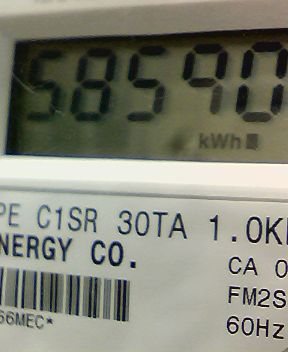 58590
kWh
PE C1SR 30TA 1.0K
NERGY CO.
CA 0
FM2S
66MEC*
60Hz